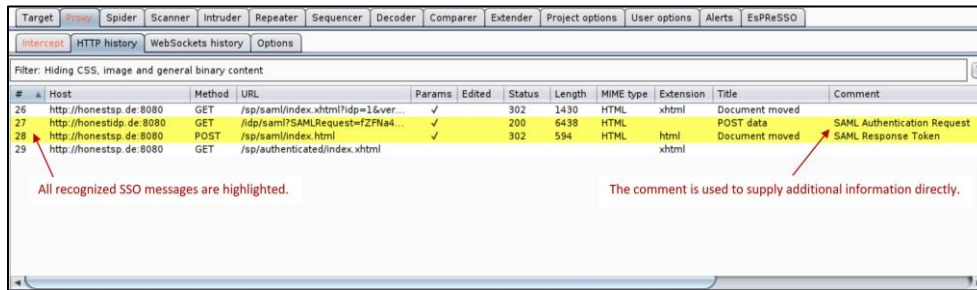 Target Proxy Spider Scanner Intruder Repeater Sequencer Decoder Comparer Extender Project options User options Alerts EsPReSSO
Intercept HTTP history WebSockets history Options
Filter: Hiding CSS, image and general binary content
# Host Method URL Params Edited Status Length MIME type Extension Title Comment
26 http://honestsp.de:8080 GET /sp/saml/index.xhtml?idp=1&ver... ✓ 302 1430 HTML xhtml Document moved
27 http://honestidp.de:8080 GET /idp/saml?SAMLRequest=fZFNa4... ✓ 200 6438 HTML POST data SAML Authentication Request
28 http://honestsp.de:8080 POST /sp/saml/index.html ✓ 302 594 HTML html Document moved SAML Response Token
29 http://honestsp.de:8080 GET /sp/authenticated/index.xhtml xhtml
All recognized SSO messages are highlighted. The comment is used to supply additional information directly.